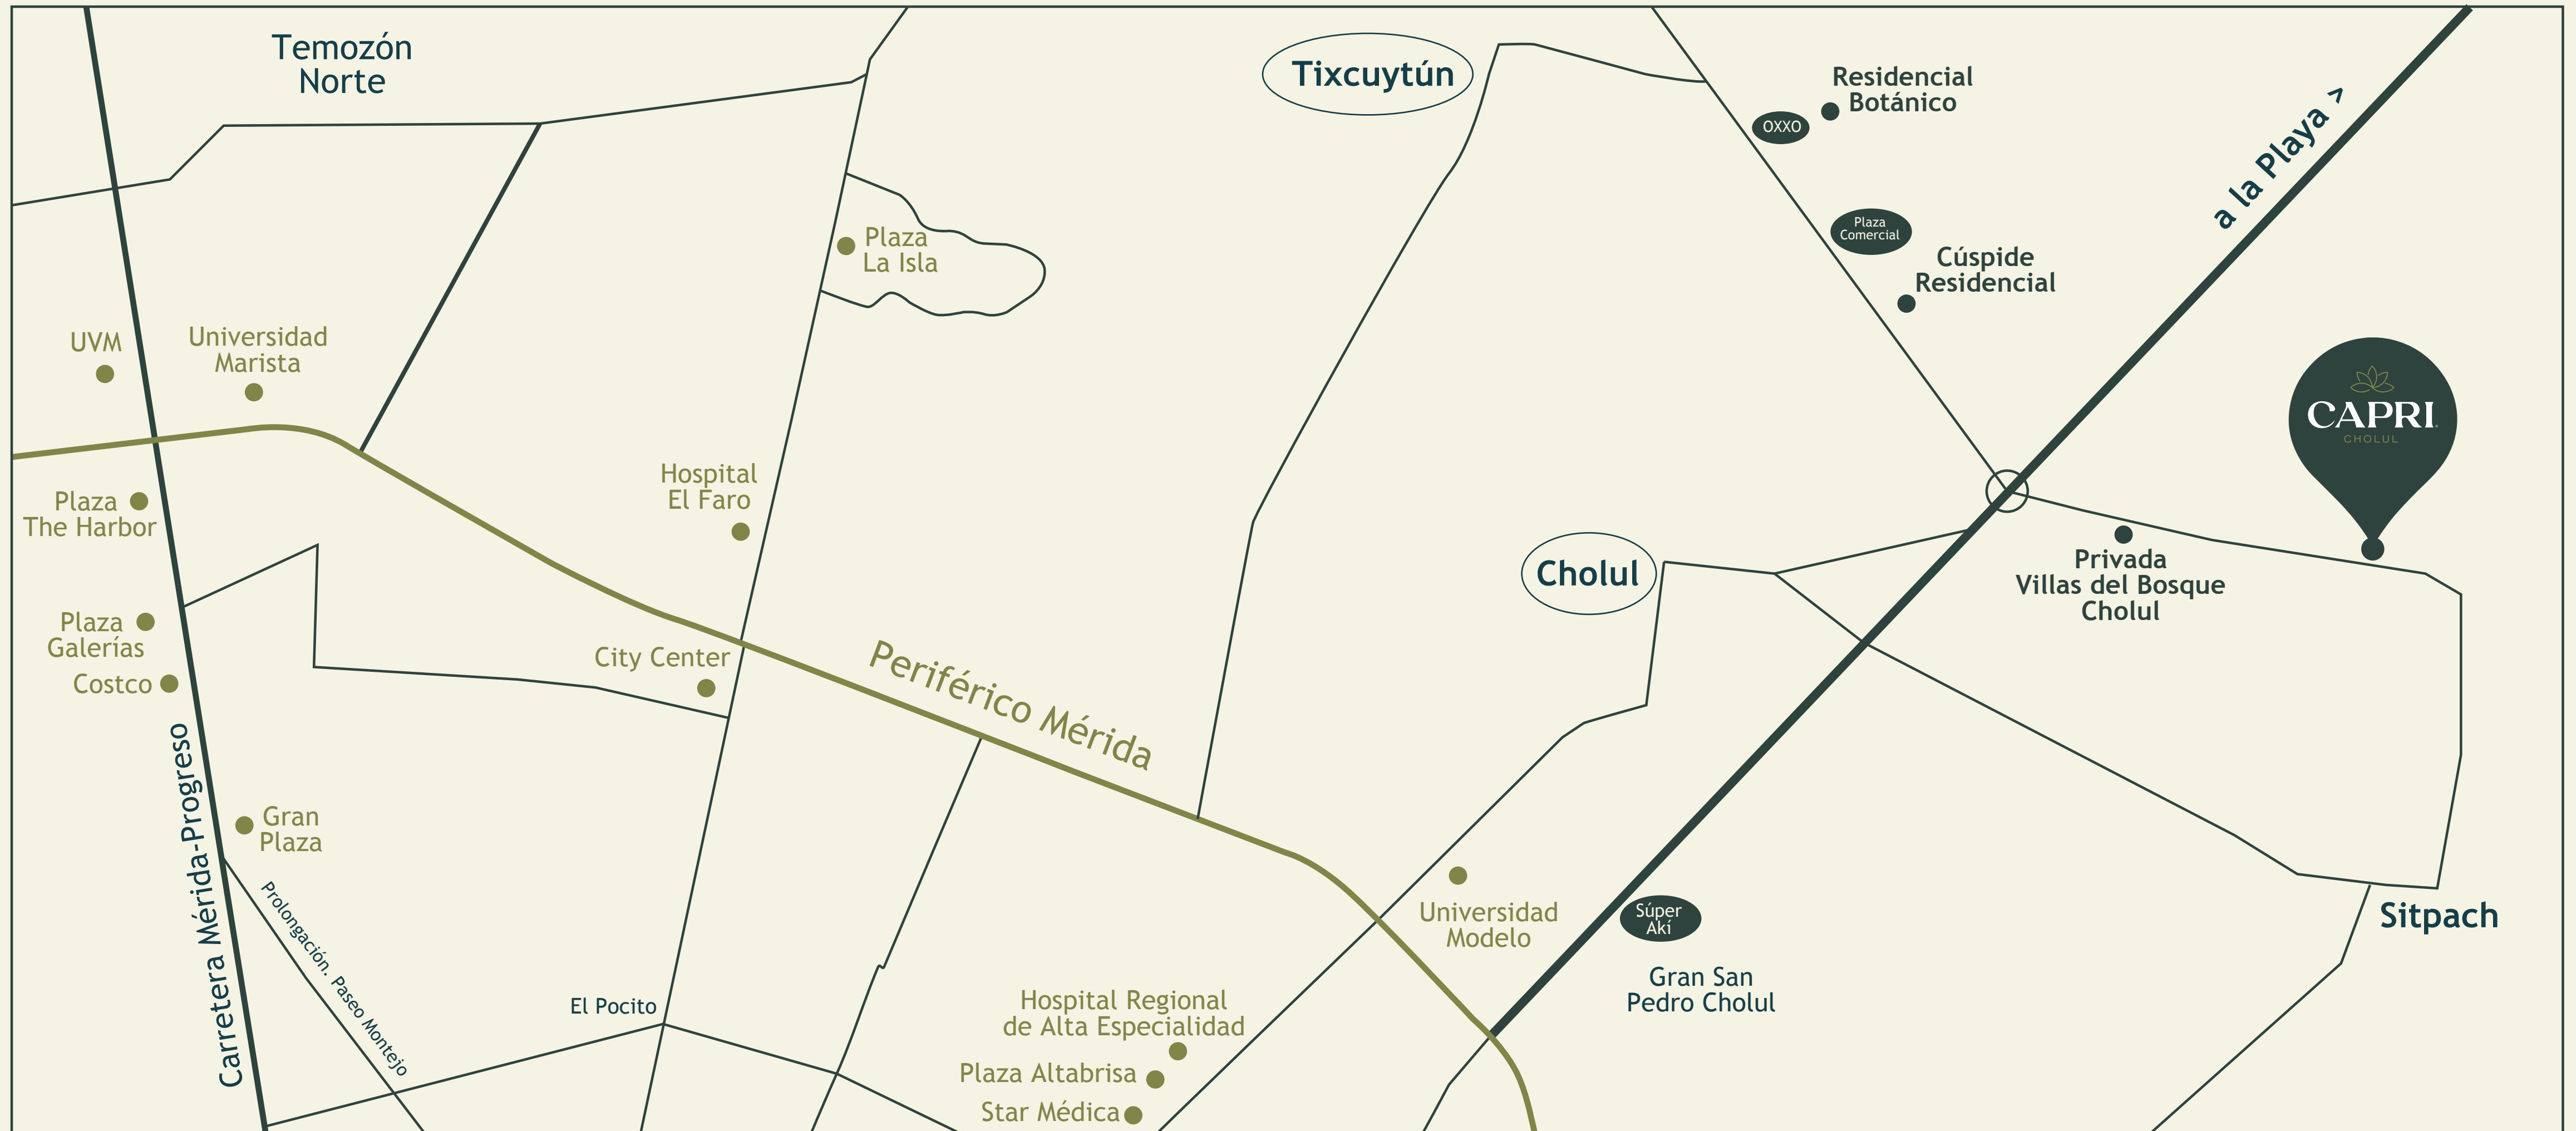 Temozón
Norte
Tixcuytún
Residencial
Botánico
OXXO
a la Playa >
Plaza
Comercial
Cúspide
Residencial
Plaza
La Isla
UVM
Universidad
Marista
CAPRI
CHOLUL
Hospital
El Faro
Plaza
The Harbor
Cholul
Privada
Villas del Bosque
Cholul
Plaza
Galerías
City Center
Costco
Periférico Mérida
Carretera Mérida-Progreso
Gran
Plaza
Prolongación. Paseo Montejo
Universidad
Modelo
Súper
Akí
Sitpach
Gran San
Pedro Cholul
El Pocito
Hospital Regional
de Alta Especialidad
Plaza Altabrisa
Star Médica